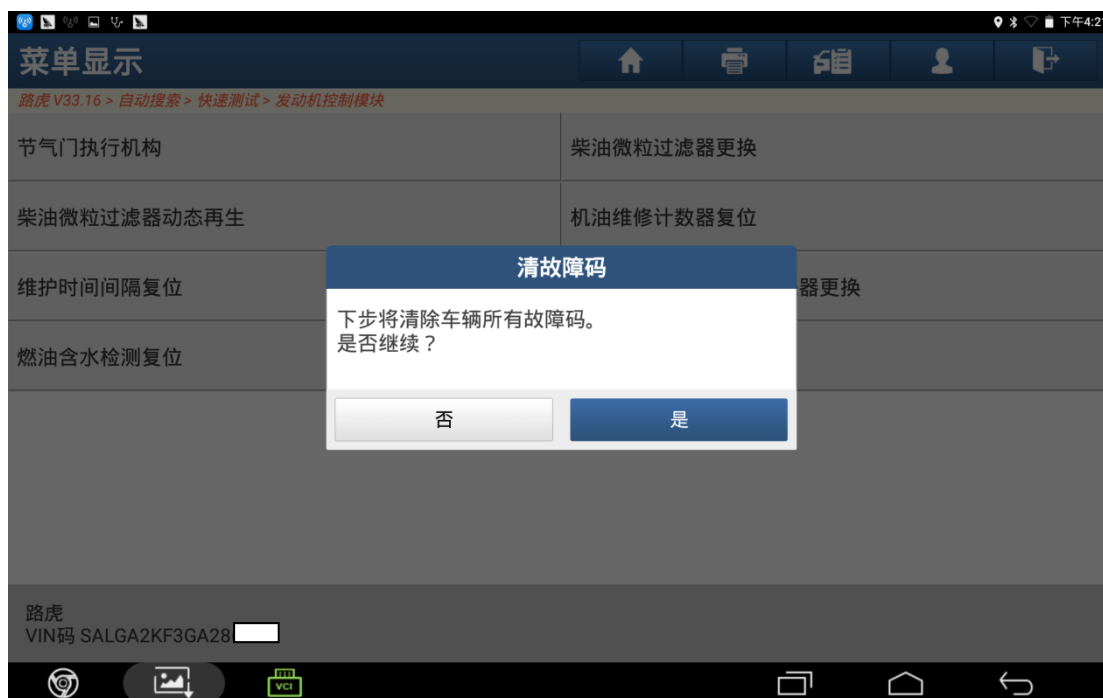 下午4:21
菜单显示
路虎 V33.16 > 自动搜索 > 快速测试 > 发动机控制模块
节气门执行机构
柴油微粒过滤器更换
柴油微粒过滤器动态再生
机油维修计数器复位
维护时间间隔复位
器更换
燃油含水检测复位
清故障码
下步将清除车辆所有故障码。
是否继续？
否
是
路虎
VIN码 SALGA2KF3GA28
VCI